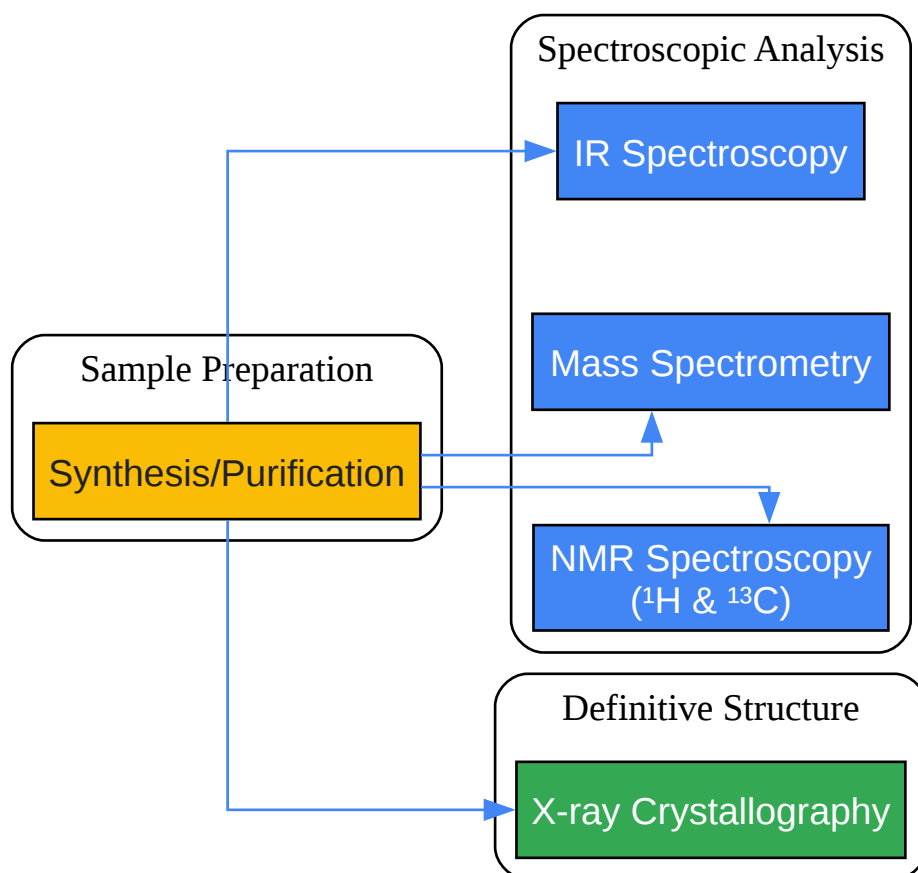 Spectroscopic Analysis
IR Spectroscopy
Mass Spectrometry
Sample Preparation
Synthesis/Purification
NMR Spectroscopy
(¹H & ¹³C)
Definitive Structure
X-ray Crystallography